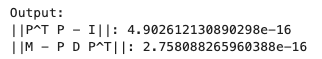 Output:
||P^T P - I||: 4.902612130890298e-16
||M - P D P^T||: 2.758088265960388e-16